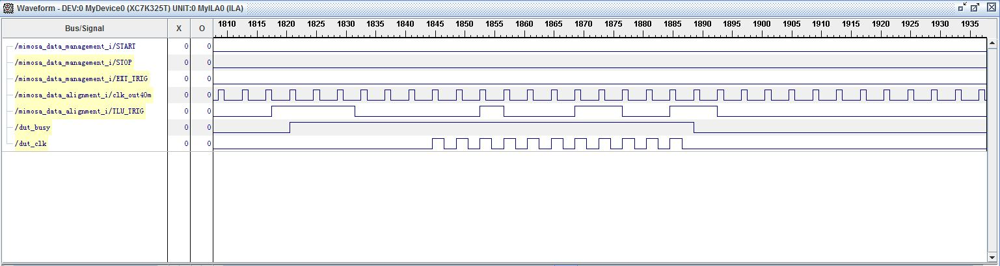 Waveform - DEV:0 MyDevice0 (XC7K325T) UNIT:0 MyILA0 (ILA)
Bus/Signal X O 1810 1815 1820 1825 1830 1835 1840 1845 1850 1855 1860 1865 1870 1875 1880 1885 1890 1895 1900 1905 1910 1915 1920 1925 1930 1935
/mimosa_data_management_i/START 0 0
/mimosa_data_management_i/STOP 0 0
/mimosa_data_management_i/EXT_TRIG 0 0
/mimosa_data_alignment_i/clk_out40m 0 0
/mimosa_data_alignment_i/TLU_TRIG 0 0
/dut_busy 0 0
/dut_clk 0 0